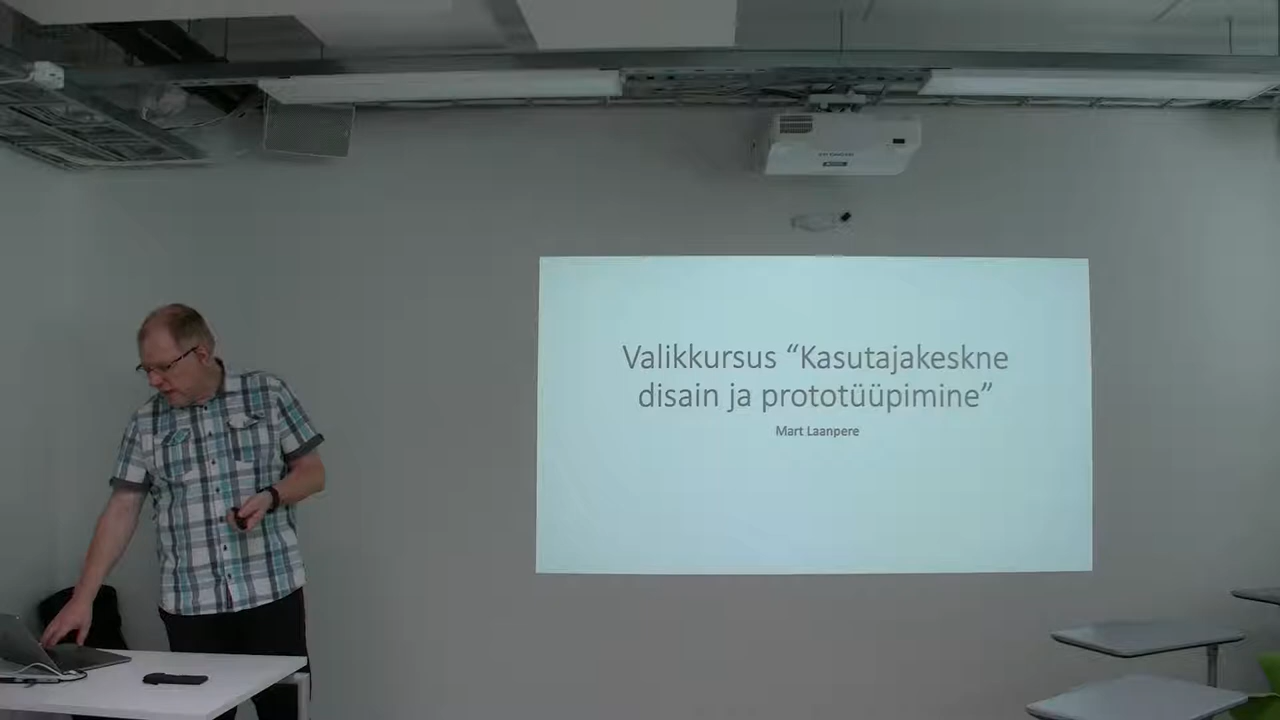 Valikkursus “Kasutajakeskne
disain ja prototüüpimine”
Mart Laanpere